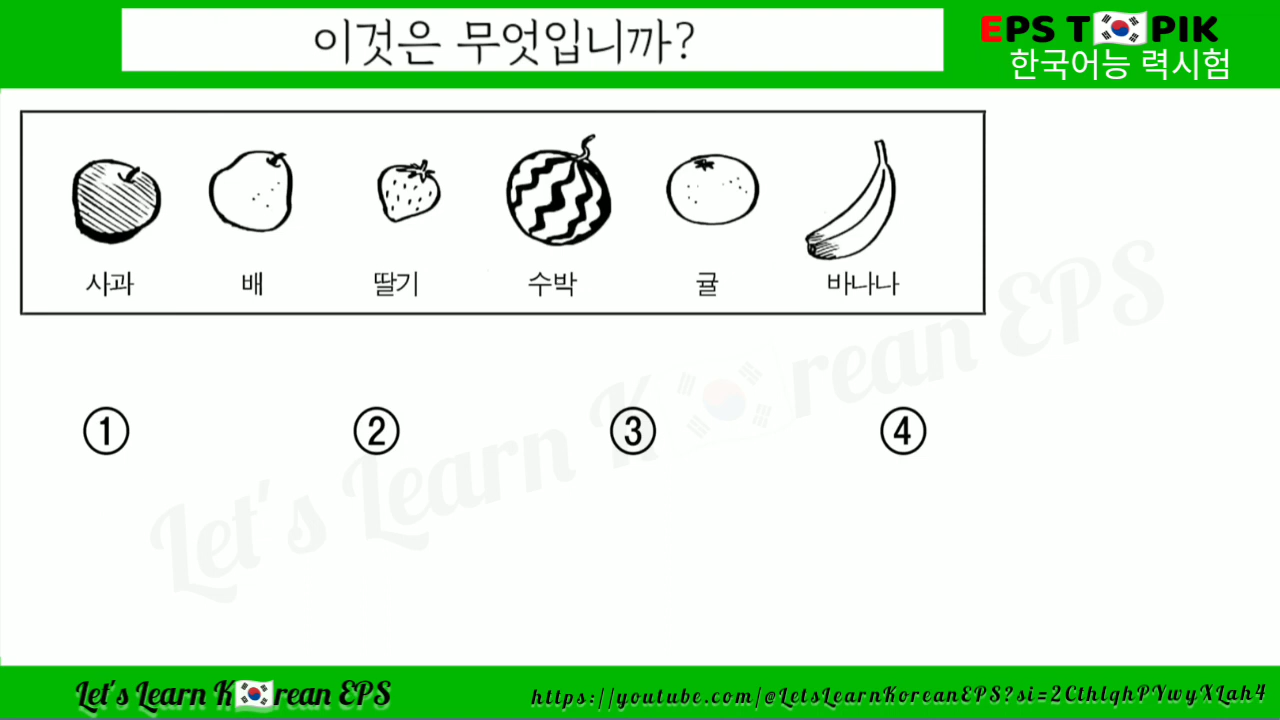 이것은 무엇입니까?
EPS TOPIK
한국어능 력시험
사과 배 딸기 수박 귤 바나나
① ② ③ ④
Let's Learn Korean EPS
Let's Learn Korean EPS
https://youtube.com/@LetsLearnKoreanEPS?si=2CthlqhPYwyXLah4